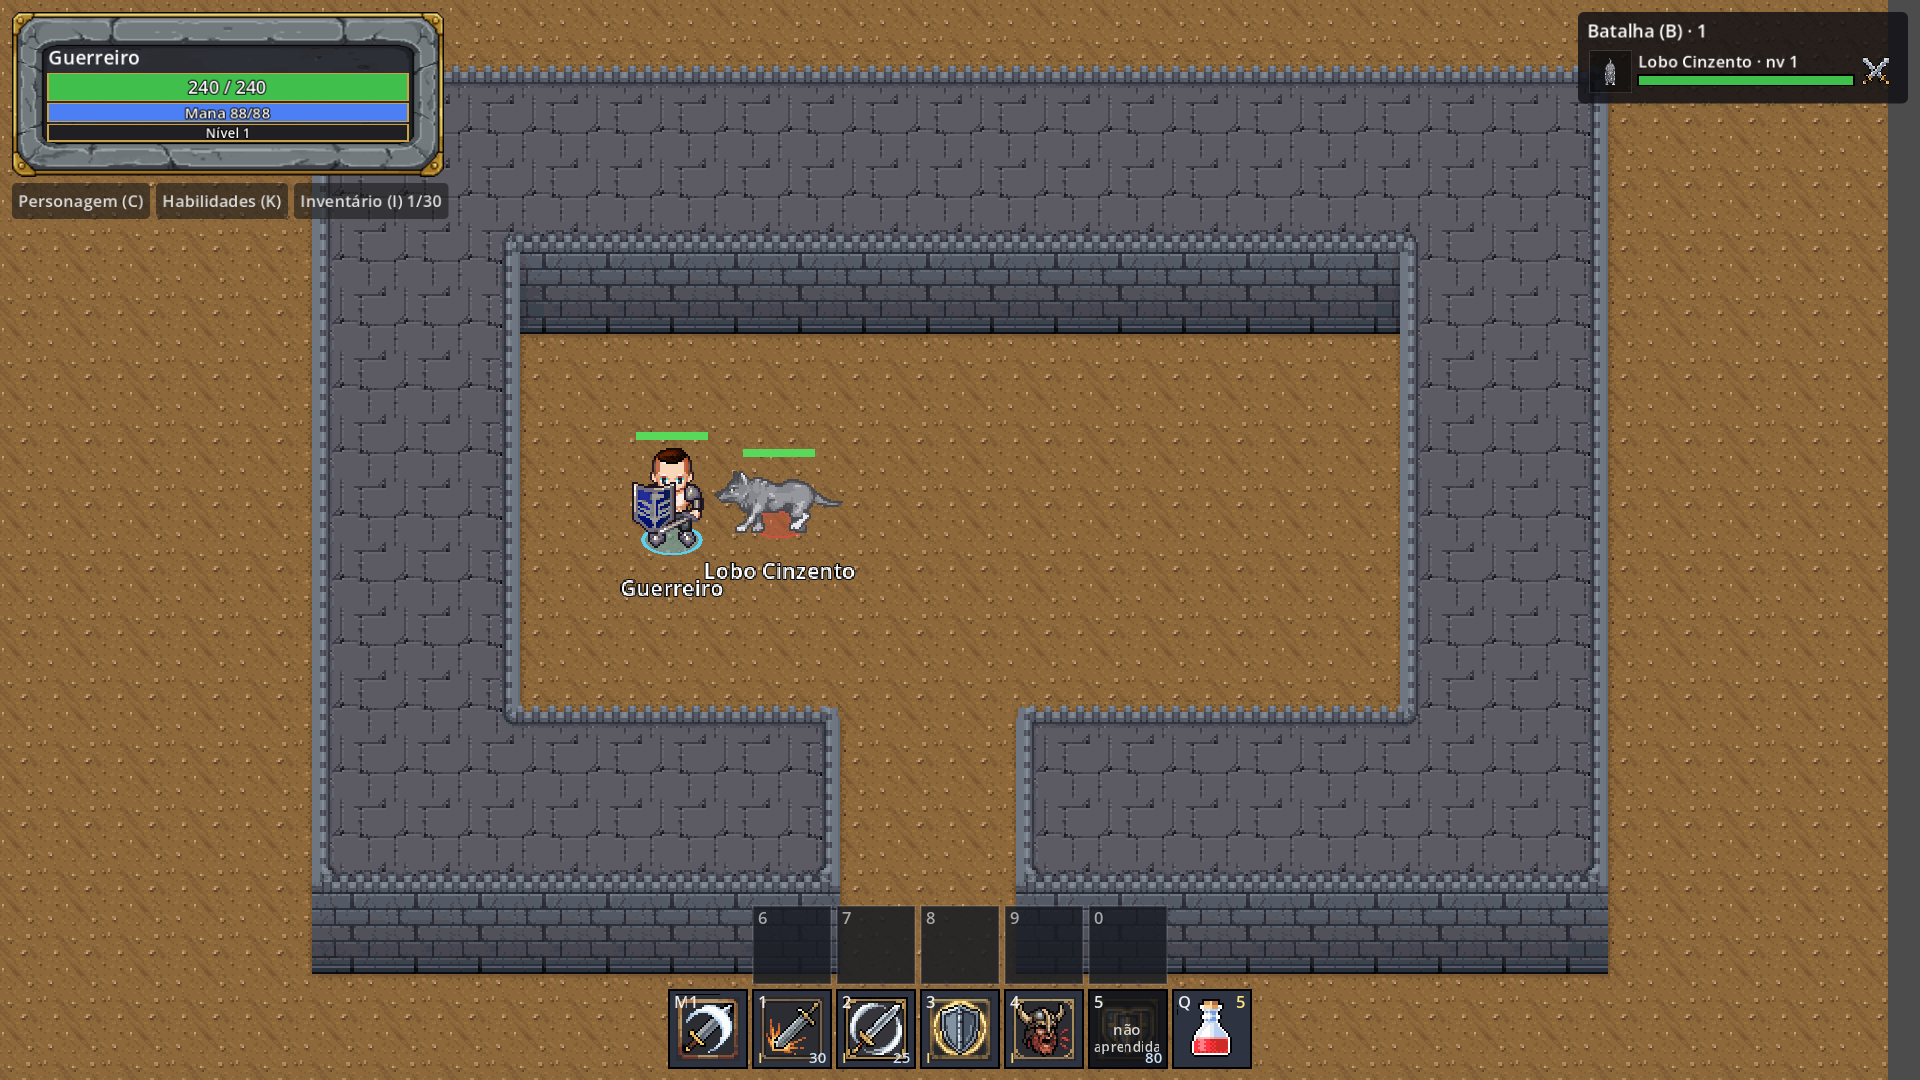 Guerreiro
240 / 240
Mana 88/88
Nível 1
Personagem (C)
Habilidades (K)
Inventário (I) 1/30
Batalha (B) · 1
Lobo Cinzento · nv 1
Lobo Cinzento
Guerreiro
6
7
8
9
0
M1
1
I
30
2
I
25
3
I
4
I
5
não
aprendida
80
Q
5